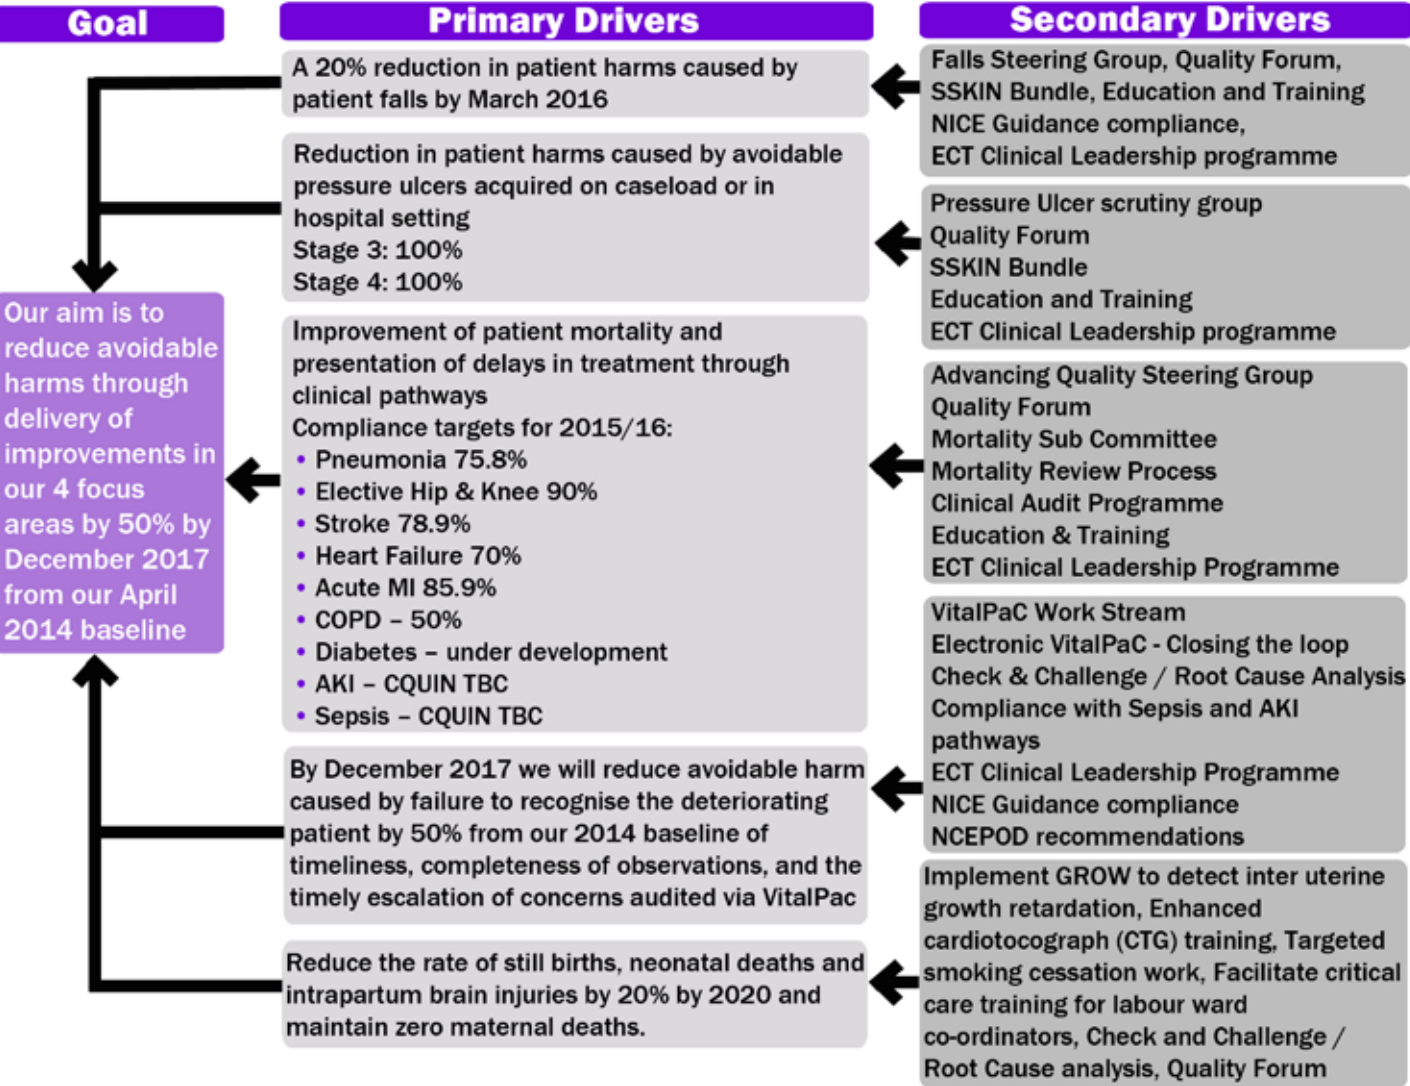 Goal
Primary Drivers
Secondary Drivers
Our aim is to
reduce avoidable
harms through
delivery of
improvements in
our 4 focus
areas by 50% by
December 2017
from our April
2014 baseline
A 20% reduction in patient harms caused by
patient falls by March 2016
Falls Steering Group, Quality Forum,
SSKIN Bundle, Education and Training
NICE Guidance compliance,
ECT Clinical Leadership programme
Reduction in patient harms caused by avoidable
pressure ulcers acquired on caseload or in
hospital setting
Stage 3: 100%
Stage 4: 100%
Pressure Ulcer scrutiny group
Quality Forum
SSKIN Bundle
Education and Training
ECT Clinical Leadership programme
Improvement of patient mortality and
presentation of delays in treatment through
clinical pathways
Compliance targets for 2015/16:
• Pneumonia 75.8%
• Elective Hip & Knee 90%
• Stroke 78.9%
• Heart Failure 70%
• Acute MI 85.9%
• COPD – 50%
• Diabetes – under development
• AKI – CQUIN TBC
• Sepsis – CQUIN TBC
Advancing Quality Steering Group
Quality Forum
Mortality Sub Committee
Mortality Review Process
Clinical Audit Programme
Education & Training
ECT Clinical Leadership Programme
By December 2017 we will reduce avoidable harm
caused by failure to recognise the deteriorating
patient by 50% from our 2014 baseline of
timeliness, completeness of observations, and the
timely escalation of concerns audited via VitalPac
VitalPaC Work Stream
Electronic VitalPaC - Closing the loop
Check & Challenge / Root Cause Analysis
Compliance with Sepsis and AKI
pathways
ECT Clinical Leadership Programme
NICE Guidance compliance
NCEPOD recommendations
Reduce the rate of still births, neonatal deaths and
intrapartum brain injuries by 20% by 2020 and
maintain zero maternal deaths.
Implement GROW to detect inter uterine
growth retardation, Enhanced
cardiotocograph (CTG) training, Targeted
smoking cessation work, Facilitate critical
care training for labour ward
co-ordinators, Check and Challenge /
Root Cause analysis, Quality Forum